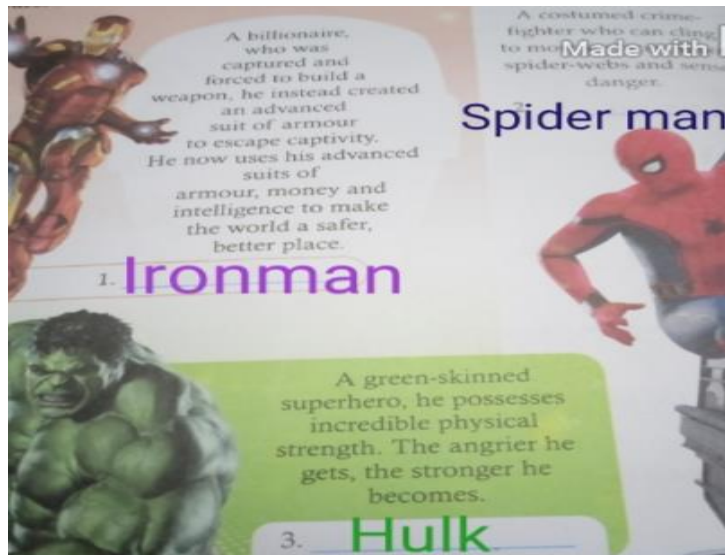 A billionaire,
who was
captured and
forced to build a
weapon, he instead created
an advanced
suit of armour
to escape captivity.
He now uses his advanced
suits of
armour, money and
intelligence to make
the world a safer,
better place.
1. Ironman
A costumed crime-
fighter who can cling
to
Made with
spider-webs and
danger.
Spider man
A green-skinned
superhero, he possesses
incredible physical
strength. The angrier he
gets, the stronger he
becomes.
3. Hulk